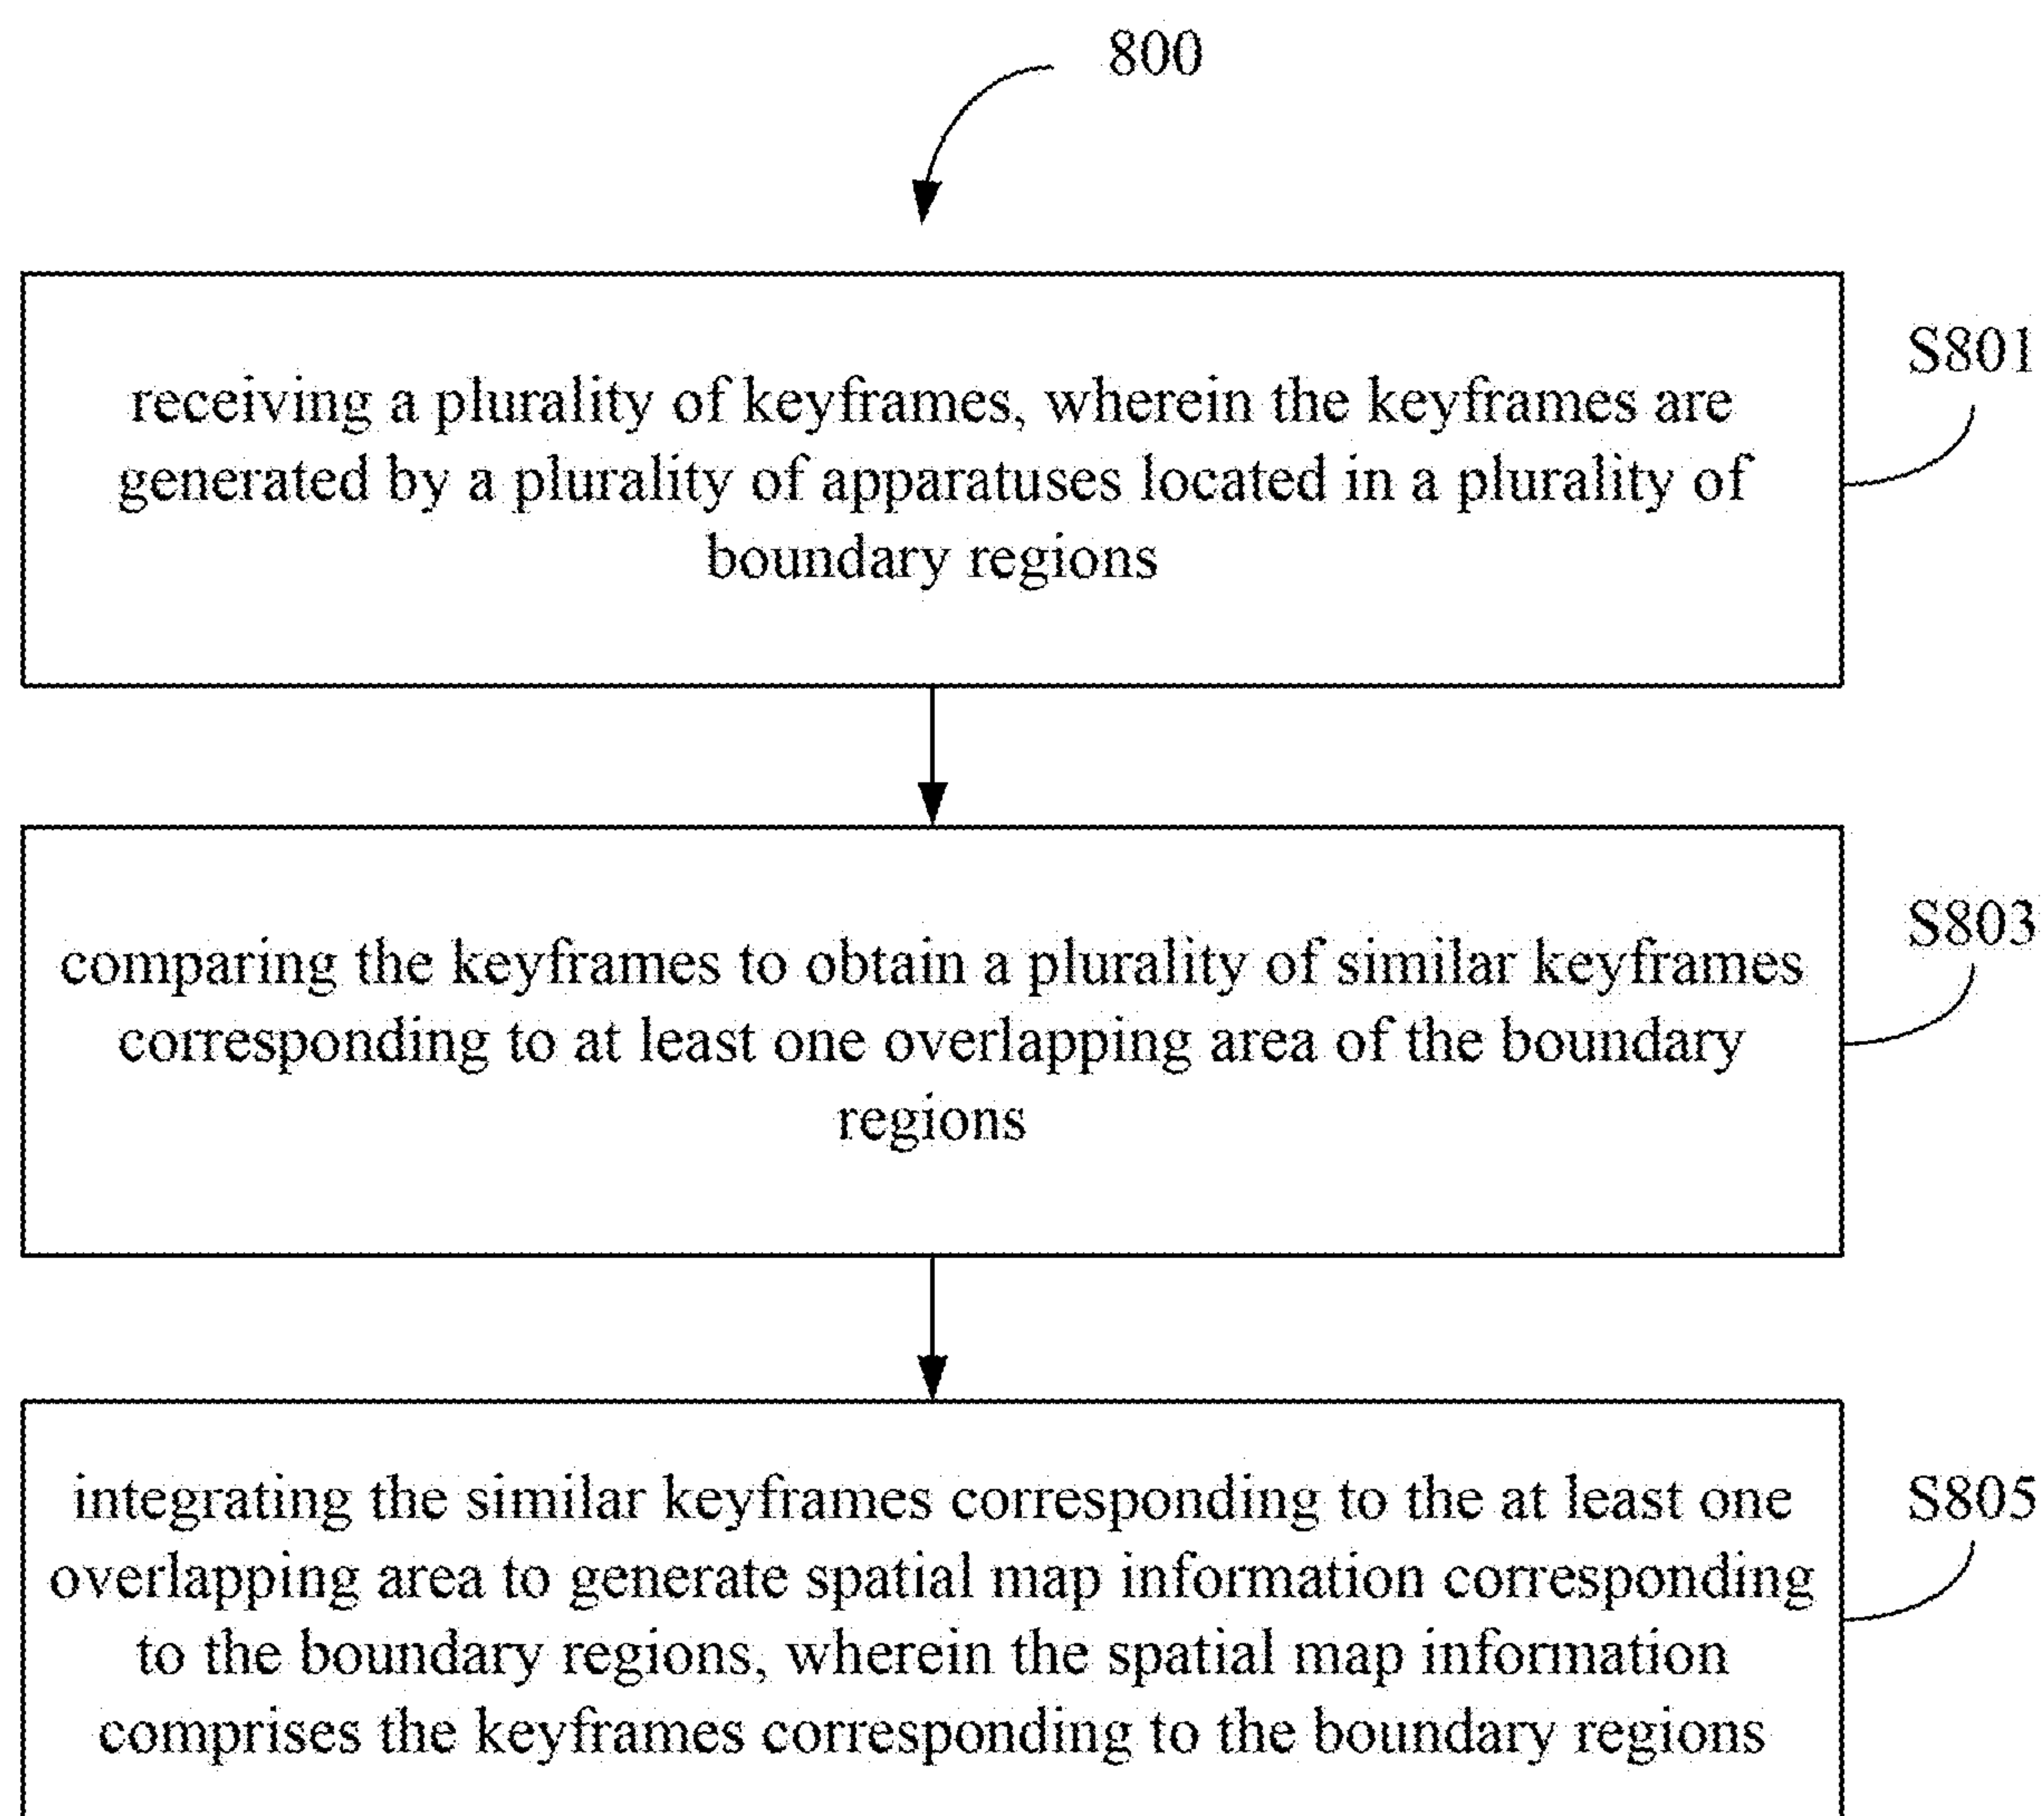 800
receiving a plurality of keyframes, wherein the keyframes are
generated by a plurality of apparatuses located in a plurality of
boundary regions
S801
comparing the keyframes to obtain a plurality of similar keyframes
corresponding to at least one overlapping area of the boundary
regions
S803
integrating the similar keyframes corresponding to the at least one
overlapping area to generate spatial map information corresponding
to the boundary regions, wherein the spatial map information
comprises the keyframes corresponding to the boundary regions
S805